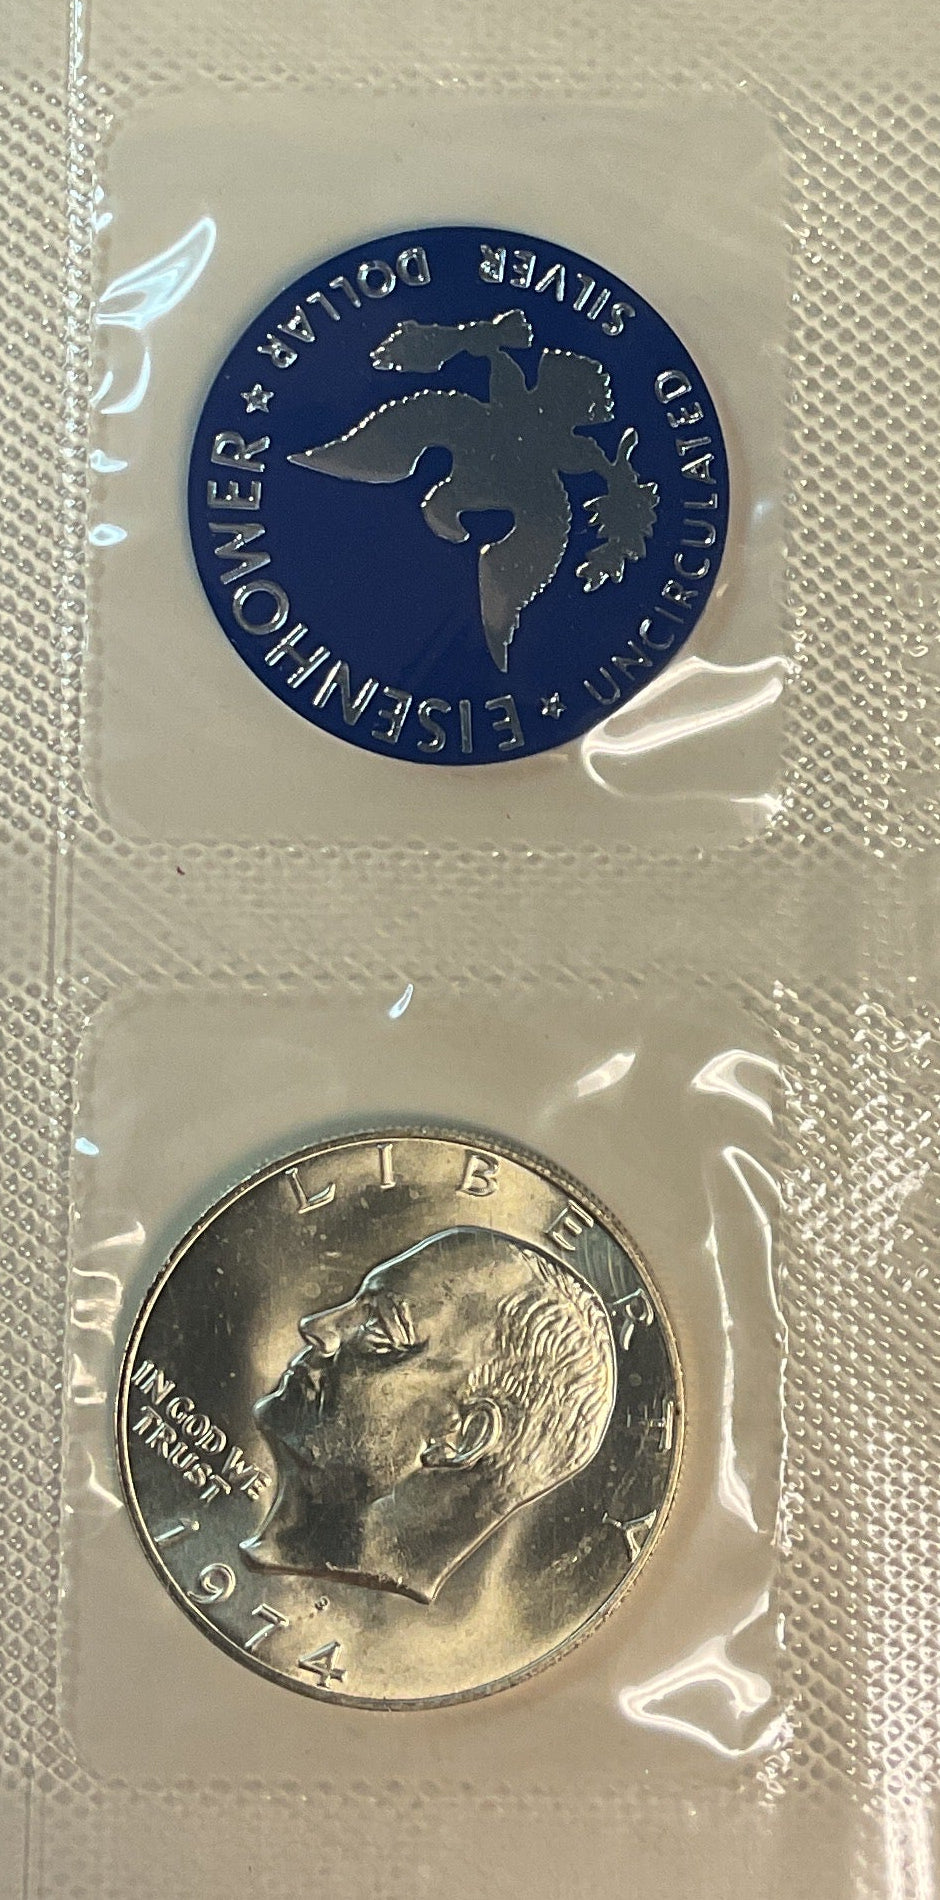 EISENHOWER
★ UNCIRCULATED SILVER DOLLAR ★
LIBERTY
IN GOD WE
TRUST
1974
S